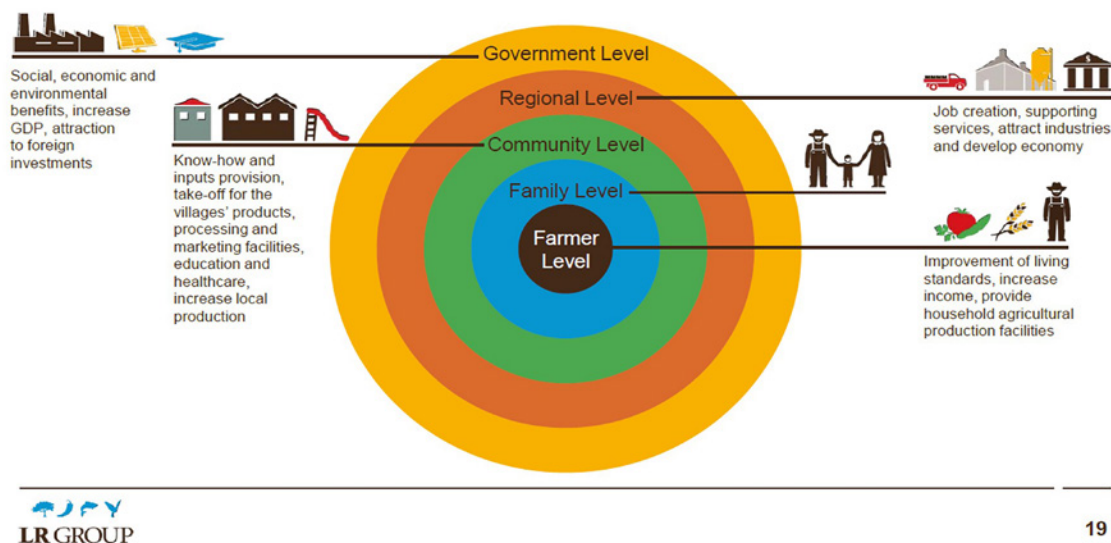 Government Level
Social, economic and
environmental
benefits, increase
GDP, attraction
to foreign
investments
Regional Level
Job creation, supporting
services, attract industries
and develop economy
Community Level
Know-how and
inputs provision,
take-off for the
villages' products,
processing and
marketing facilities,
education and
healthcare,
increase local
production
Family Level
Farmer
Level
Improvement of living
standards, increase
income, provide
household agricultural
production facilities
LR GROUP
19